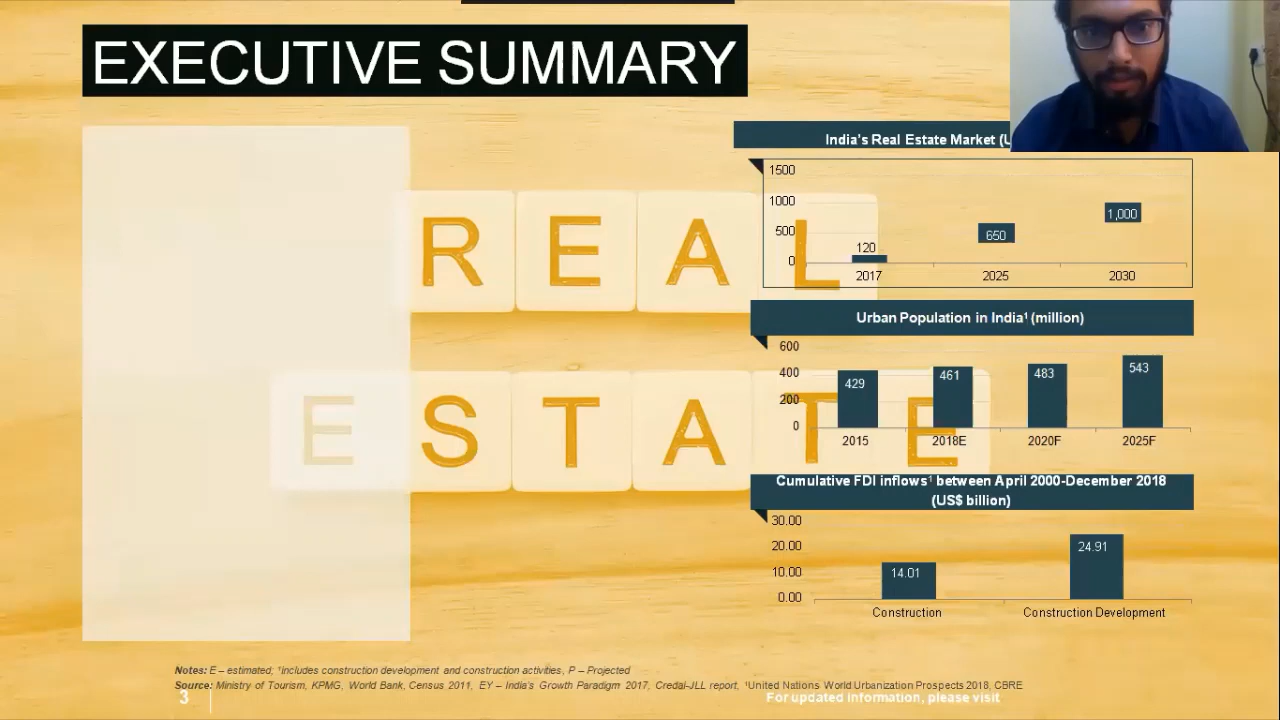 EXECUTIVE SUMMARY
India's Real Estate Market (U
1500
1000
500
0
120
650
1,000
2017 2025 2030
REAL
ESTATE
Urban Population in India¹ (million)
600
400
200
0
429 461 483 543
2015 2018E 2020F 2025F
Cumulative FDI inflows¹ between April 2000-December 2018
(US$ billion)
30.00
20.00
10.00
0.00
14.01
24.91
Construction Construction Development
Notes: E – estimated; ¹includes construction development and construction activities, P – Projected
Source: Ministry of Tourism, KPMG, World Bank, Census 2011, EY – India's Growth Paradigm 2017, Credai-JLL report, ¹United Nations World Urbanization Prospects 2018, CBRE
3 For updated information, please visit